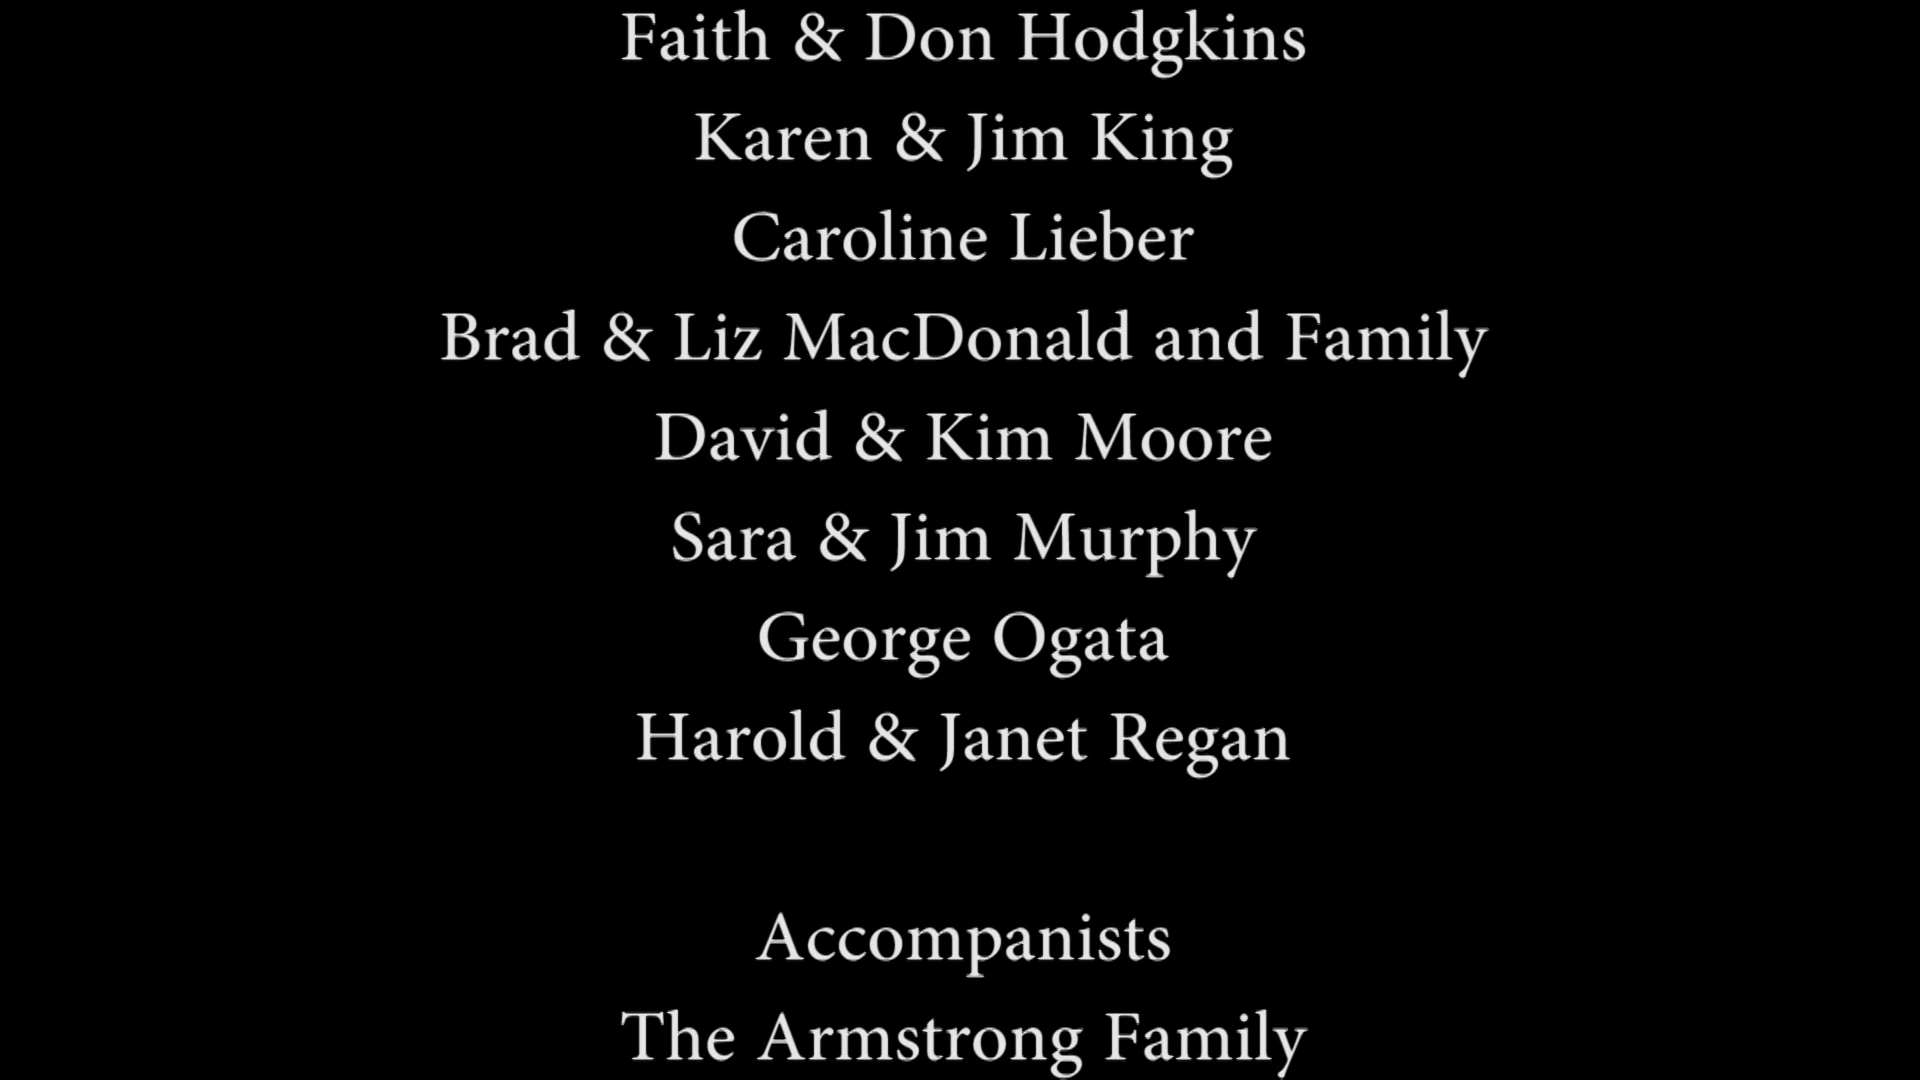 Faith & Don Hodgkins
Karen & Jim King
Caroline Lieber
Brad & Liz MacDonald and Family
David & Kim Moore
Sara & Jim Murphy
George Ogata
Harold & Janet Regan
Accompanists
The Armstrong Family